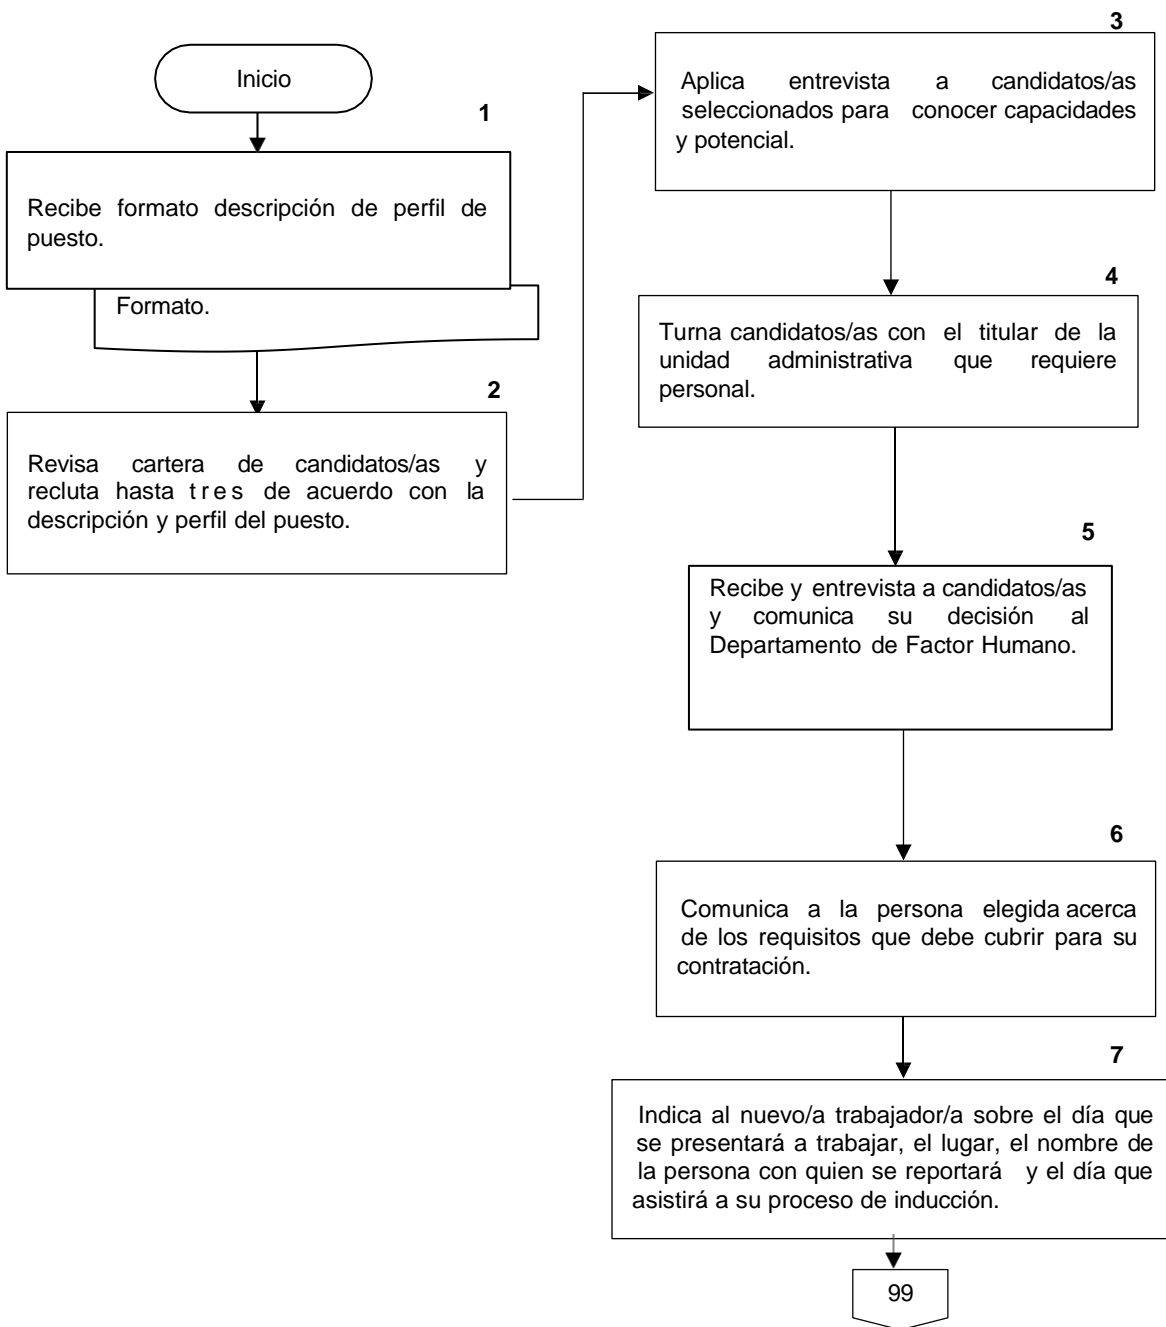 Inicio
1
Recibe formato descripción de perfil de
puesto.
Formato.
2
Revisa cartera de candidatos/as y
recluta hasta tres de acuerdo con la
descripción y perfil del puesto.
3
Aplica entrevista a candidatos/as
seleccionados para conocer capacidades
y potencial.
4
Turna candidatos/as con el titular de la
unidad administrativa que requiere
personal.
5
Recibe y entrevista a candidatos/as
y comunica su decisión al
Departamento de Factor Humano.
6
Comunica a la persona elegida acerca
de los requisitos que debe cubrir para su
contratación.
7
Indica al nuevo/a trabajador/a sobre el día que
se presentará a trabajar, el lugar, el nombre de
la persona con quien se reportará y el día que
asistirá a su proceso de inducción.
99